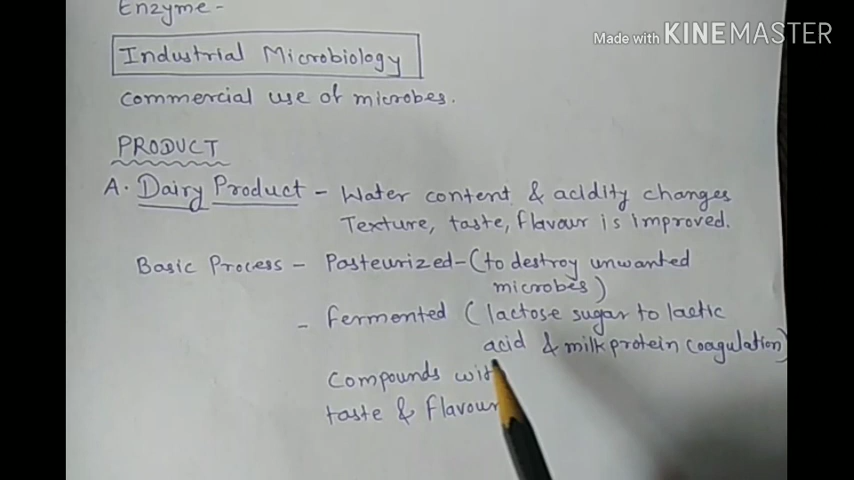 Enzyme-
Made with KINEMASTER
Industrial Microbiology
commercial use of microbes.
PRODUCT
A. Dairy Product - Water content & acidity changes
Texture, taste, flavour is improved.
Basic Process - Pasteurized - (to destroy unwanted
microbes)
- Fermented (lactose sugar to lactic
acid & milk protein coagulation)
Compounds
taste & flavour